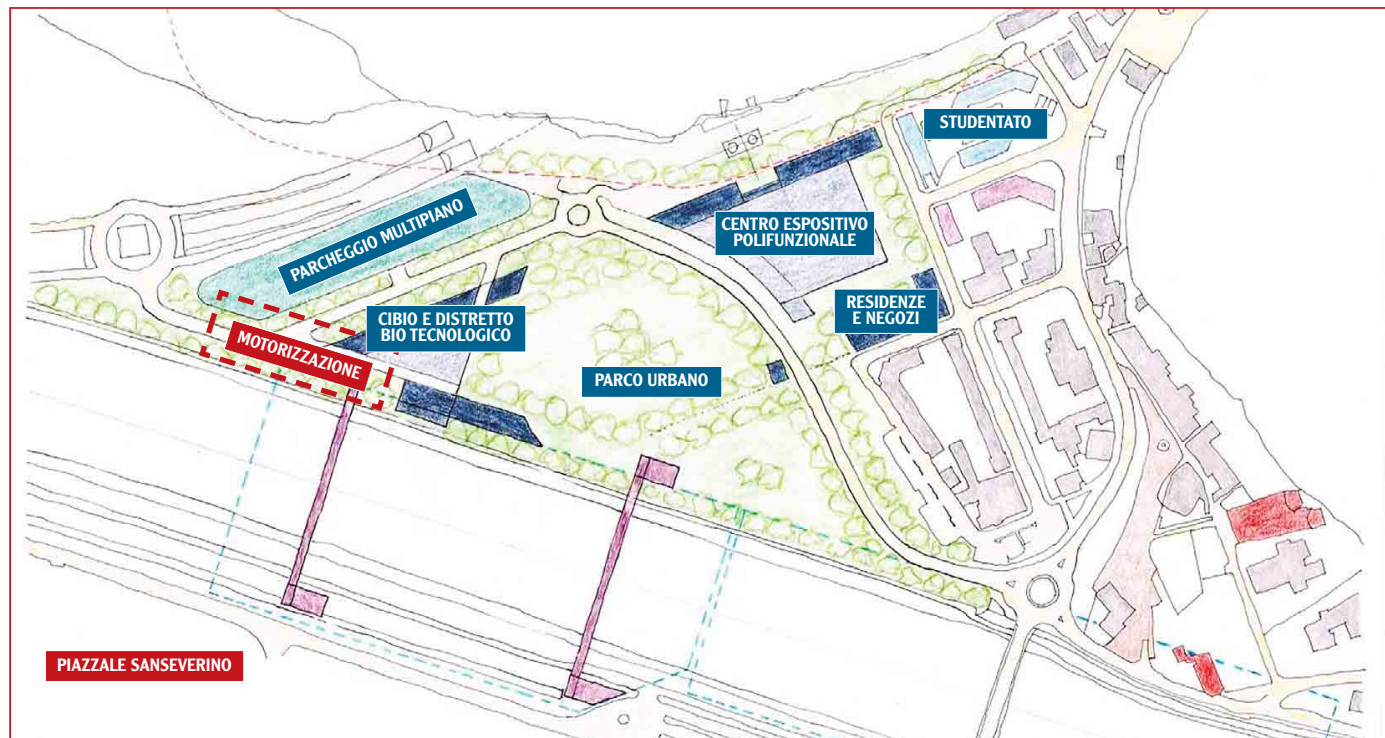 STUDENTATO
PARCHEGGIO MULTIPIANO
CENTRO ESPOSITIVO
POLIFUNZIONALE
RESIDENZE
E NEGOZI
CIBIO E DISTRETTO
BIO TECNOLOGICO
MOTORIZZAZIONE
PARCO URBANO
PIAZZALE SANSEVERINO